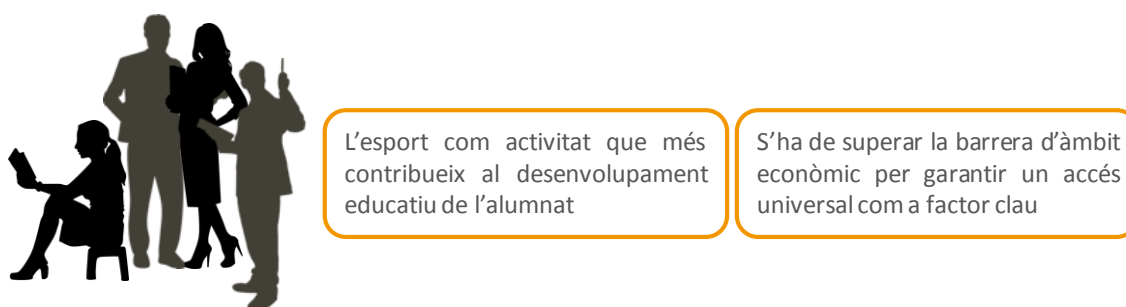 L'esport com activitat que més
contribueix al desenvolupament
educatiu de l'alumnat
S'ha de superar la barrera d'àmbit
econòmic per garantir un accés
universal com a factor clau